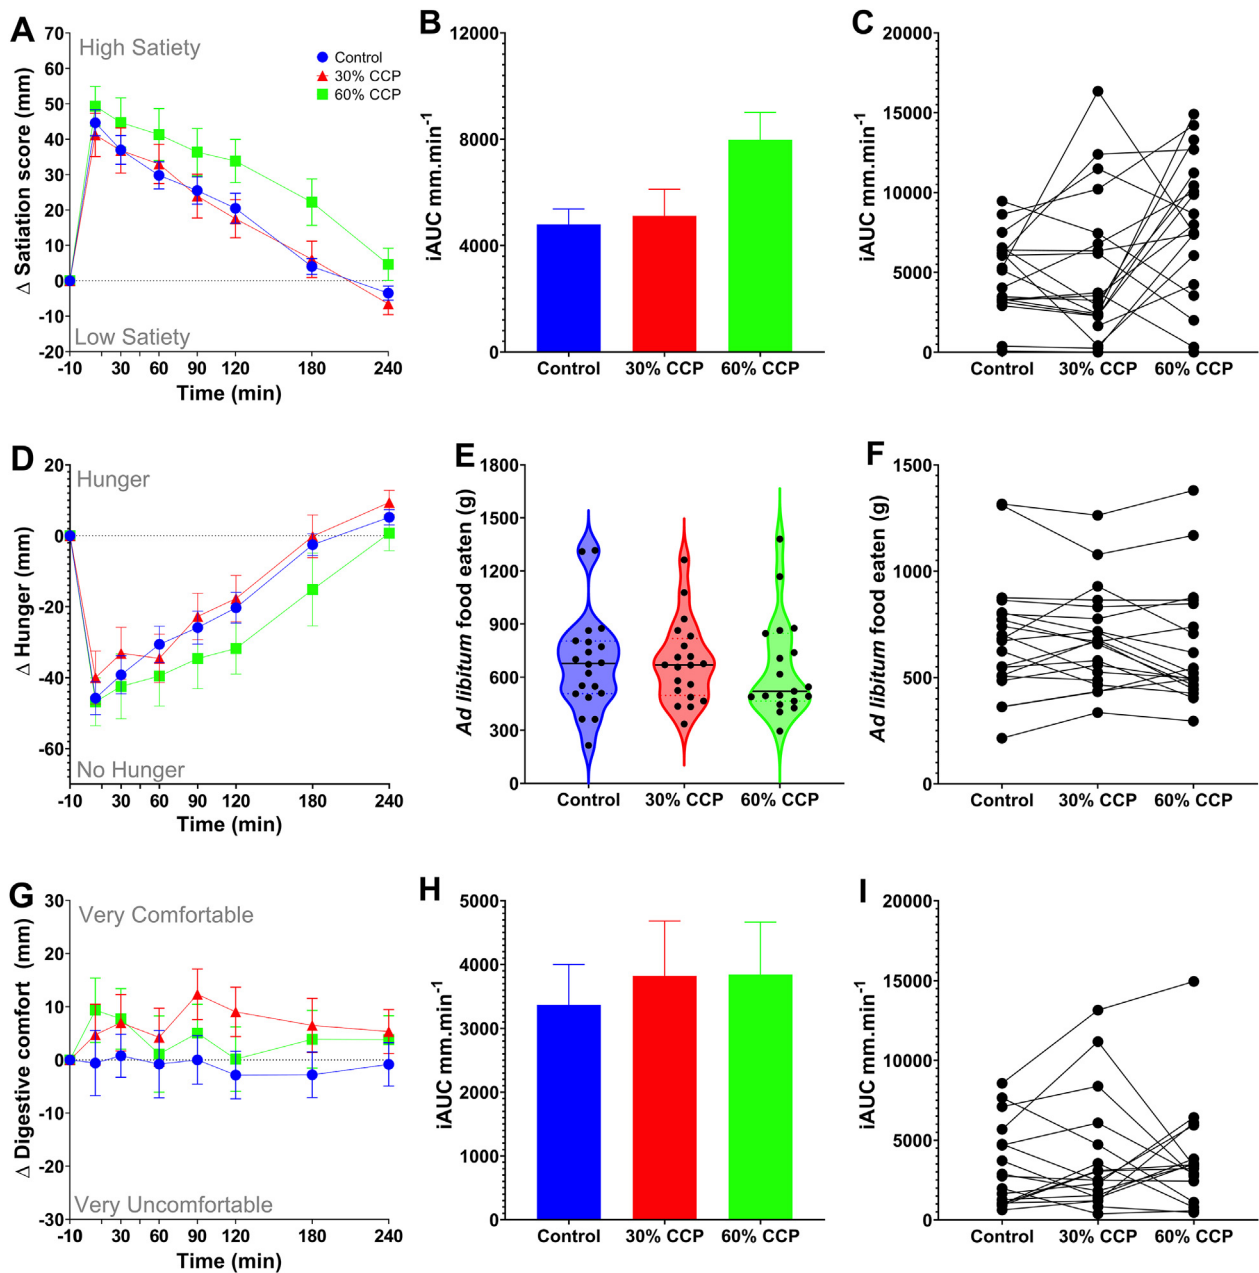 A
Δ Satiation score (mm)
70
60
50
40
30
20
10
0
-10
-20
High Satiety
Low Satiety
Control
30% CCP
60% CCP
-10 30 60 90 120 180 240
Time (min)
B
iAUC mm.min⁻¹
12000
8000
4000
0
Control 30% CCP 60% CCP
C
iAUC mm.min⁻¹
20000
15000
10000
5000
0
Control 30% CCP 60% CCP
D
Δ Hunger (mm)
20
0
-20
-40
-60
Hunger
No Hunger
-10 30 60 90 120 180 240
Time (min)
E
Ad libitum food eaten (g)
1800
1500
1200
900
600
300
0
Control 30% CCP 60% CCP
F
Ad libitum food eaten (g)
1500
1000
500
0
Control 30% CCP 60% CCP
G
Δ Digestive comfort (mm)
30
20
10
0
-10
-20
-30
Very Comfortable
Very Uncomfortable
-10 30 60 90 120 180 240
Time (min)
H
iAUC mm.min⁻¹
5000
4000
3000
2000
1000
0
Control 30% CCP 60% CCP
I
iAUC mm.min⁻¹
20000
15000
10000
5000
0
Control 30% CCP 60% CCP